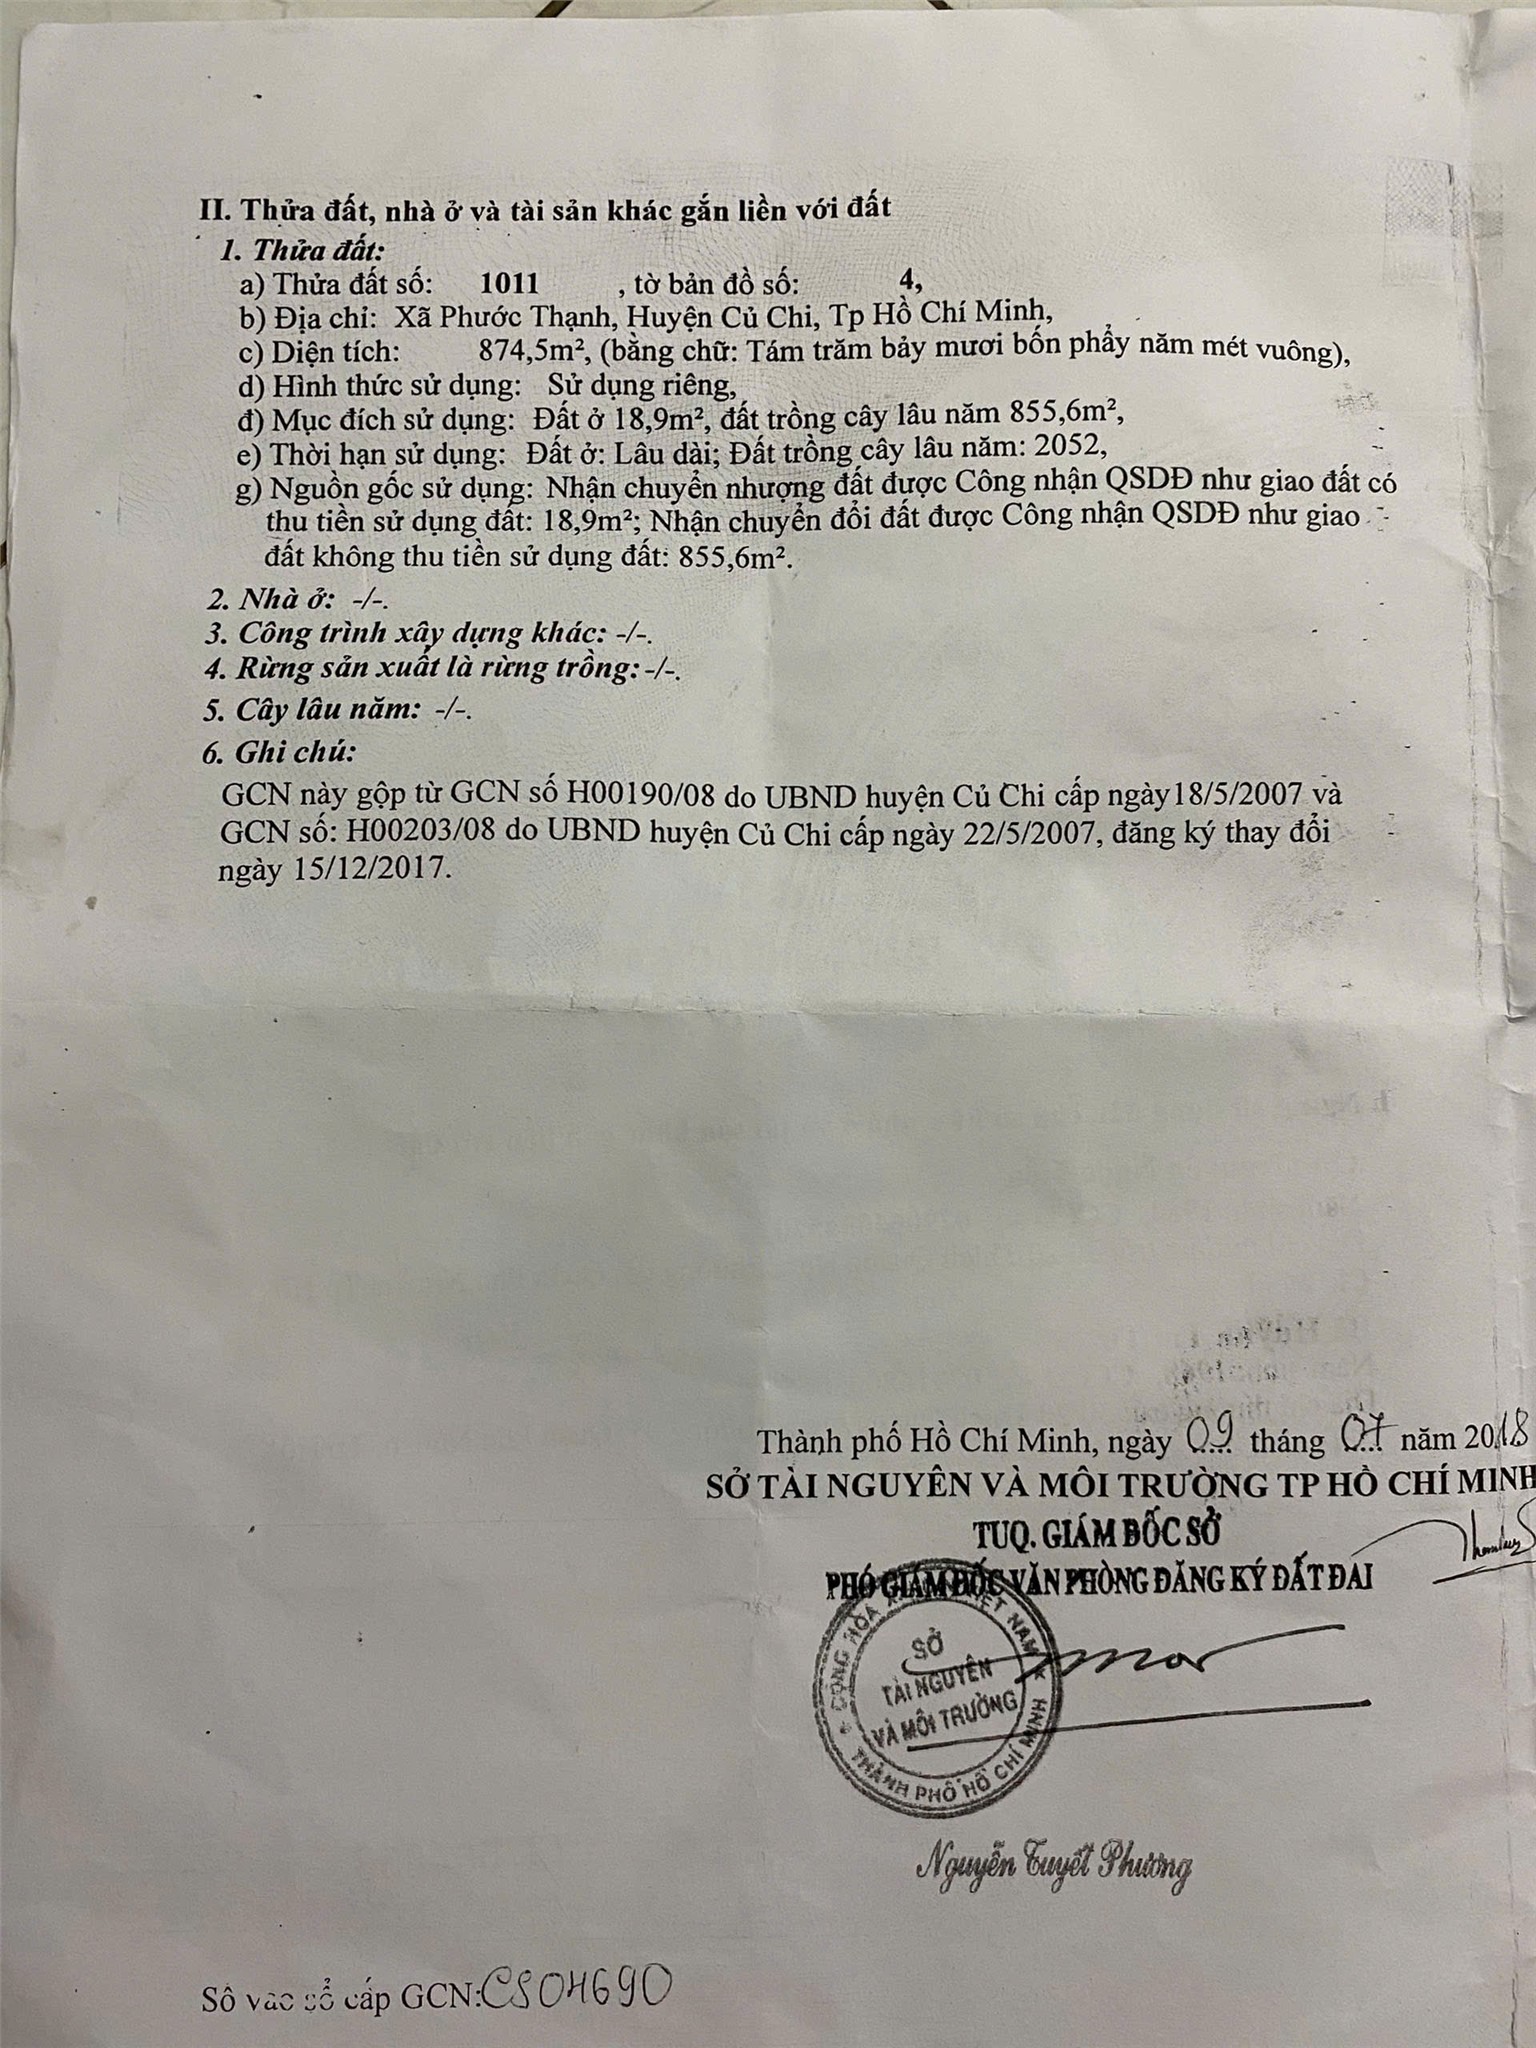 II. Thửa đất, nhà ở và tài sản khác gắn liền với đất
1. Thửa đất:
a) Thửa đất số: 1011 , tờ bản đồ số: 4,
b) Địa chỉ: Xã Phước Thạnh, Huyện Củ Chi, Tp Hồ Chí Minh,
c) Diện tích: 874,5m², (bằng chữ: Tám trăm bảy mươi bốn phẩy năm mét vuông),
d) Hình thức sử dụng: Sử dụng riêng,
đ) Mục đích sử dụng: Đất ở 18,9m², đất trồng cây lâu năm 855,6m²,
e) Thời hạn sử dụng: Đất ở: Lâu dài; Đất trồng cây lâu năm: 2052,
g) Nguồn gốc sử dụng: Nhận chuyển nhượng đất được Công nhận QSDĐ như giao đất có
thu tiền sử dụng đất: 18,9m²; Nhận chuyển đổi đất được Công nhận QSDĐ như giao
đất không thu tiền sử dụng đất: 855,6m².
2. Nhà ở: -/-.
3. Công trình xây dựng khác: -/-.
4. Rừng sản xuất là rừng trồng: -/-.
5. Cây lâu năm: -/-.
6. Ghi chú:
GCN này gộp từ GCN số H00190/08 do UBND huyện Củ Chi cấp ngày18/5/2007 và
GCN số: H00203/08 do UBND huyện Củ Chi cấp ngày 22/5/2007, đăng ký thay đổi
ngày 15/12/2017.
Thành phố Hồ Chí Minh, ngày 09 tháng 07 năm 2018
SỞ TÀI NGUYÊN VÀ MÔI TRƯỜNG TP HỒ CHÍ MINH
TUQ. GIÁM ĐỐC SỞ
PHÓ GIÁM ĐỐC VĂN PHÒNG ĐĂNG KÝ ĐẤT ĐAI
CỘNG HÒA VIỆT NAM
SỞ
TÀI NGUYÊN
VÀ MÔI TRƯỜNG
THÀNH PHỐ HỒ CHÍ MINH
Nguyễn Tuyết Phương
Số vào sổ cấp GCN:CS04690